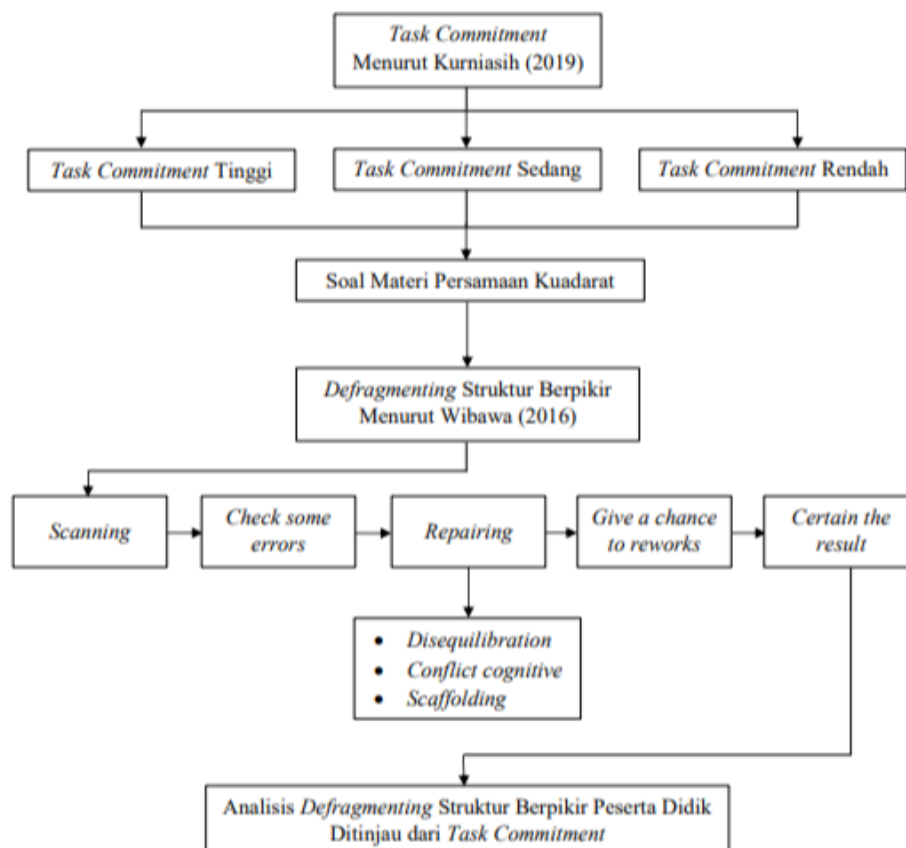 Task Commitment
Menurut Kurniasih (2019)
Task Commitment Tinggi
Task Commitment Sedang
Task Commitment Rendah
Soal Materi Persamaan Kuadarat
Defragmenting Struktur Berpikir
Menurut Wibawa (2016)
Scanning
Check some
errors
Repairing
Give a chance
to reworks
Certain the
result
• Disequilibration
• Conflict cognitive
• Scaffolding
Analisis Defragmenting Struktur Berpikir Peserta Didik
Ditinjau dari Task Commitment